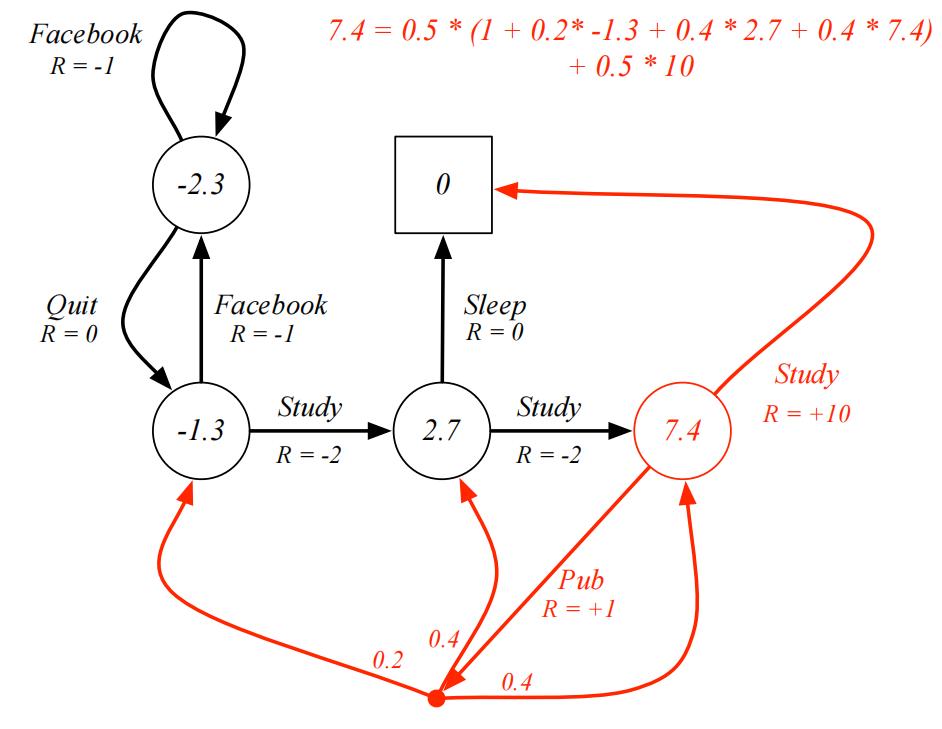 Facebook
R = -1
7.4 = 0.5 * (1 + 0.2* -1.3 + 0.4 * 2.7 + 0.4 * 7.4)
+ 0.5 * 10
-2.3
0
Quit
R = 0
Facebook
R = -1
Sleep
R = 0
Study
R = +10
-1.3
Study
R = -2
2.7
Study
R = -2
7.4
Pub
R = +1
0.4
0.2
0.4